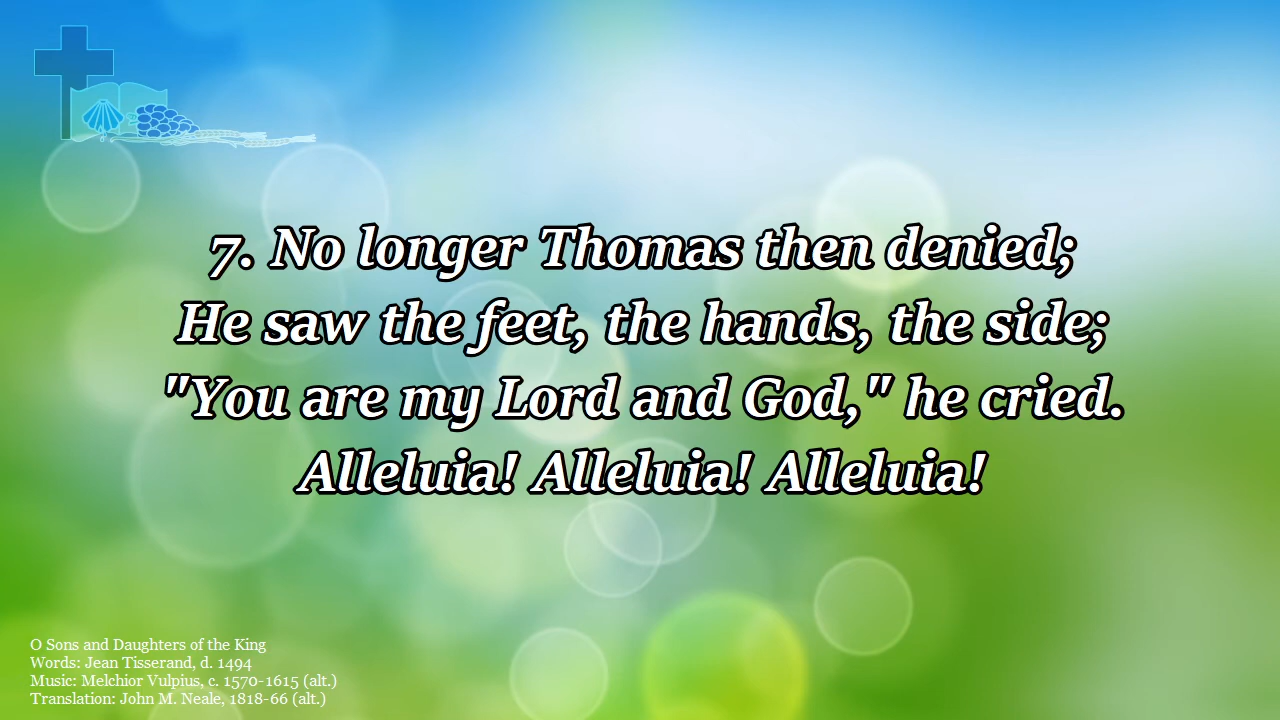 7. No longer Thomas then denied;
He saw the feet, the hands, the side;
"You are my Lord and God," he cried.
Alleluia! Alleluia! Alleluia!
O Sons and Daughters of the King
Words: Jean Tisserand, d. 1494
Music: Melchior Vulpius, c. 1570-1615 (alt.)
Translation: John M. Neale, 1818-66 (alt.)